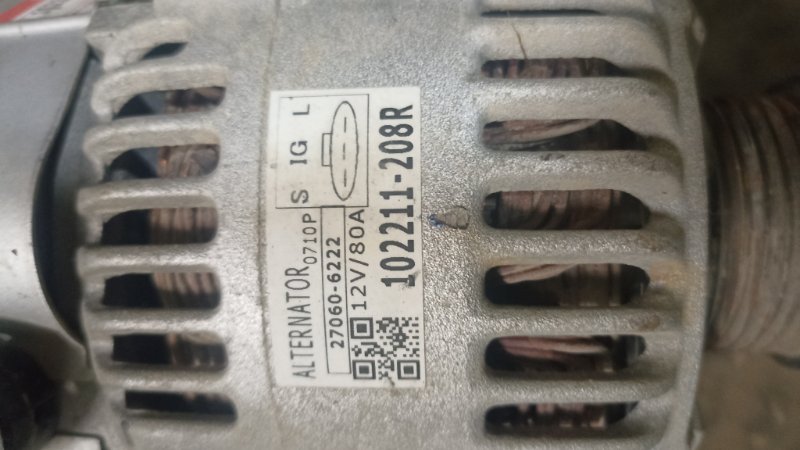 S IG L
ALTERNATOR 0710P
27060-6222
12V/80A
102211-208R